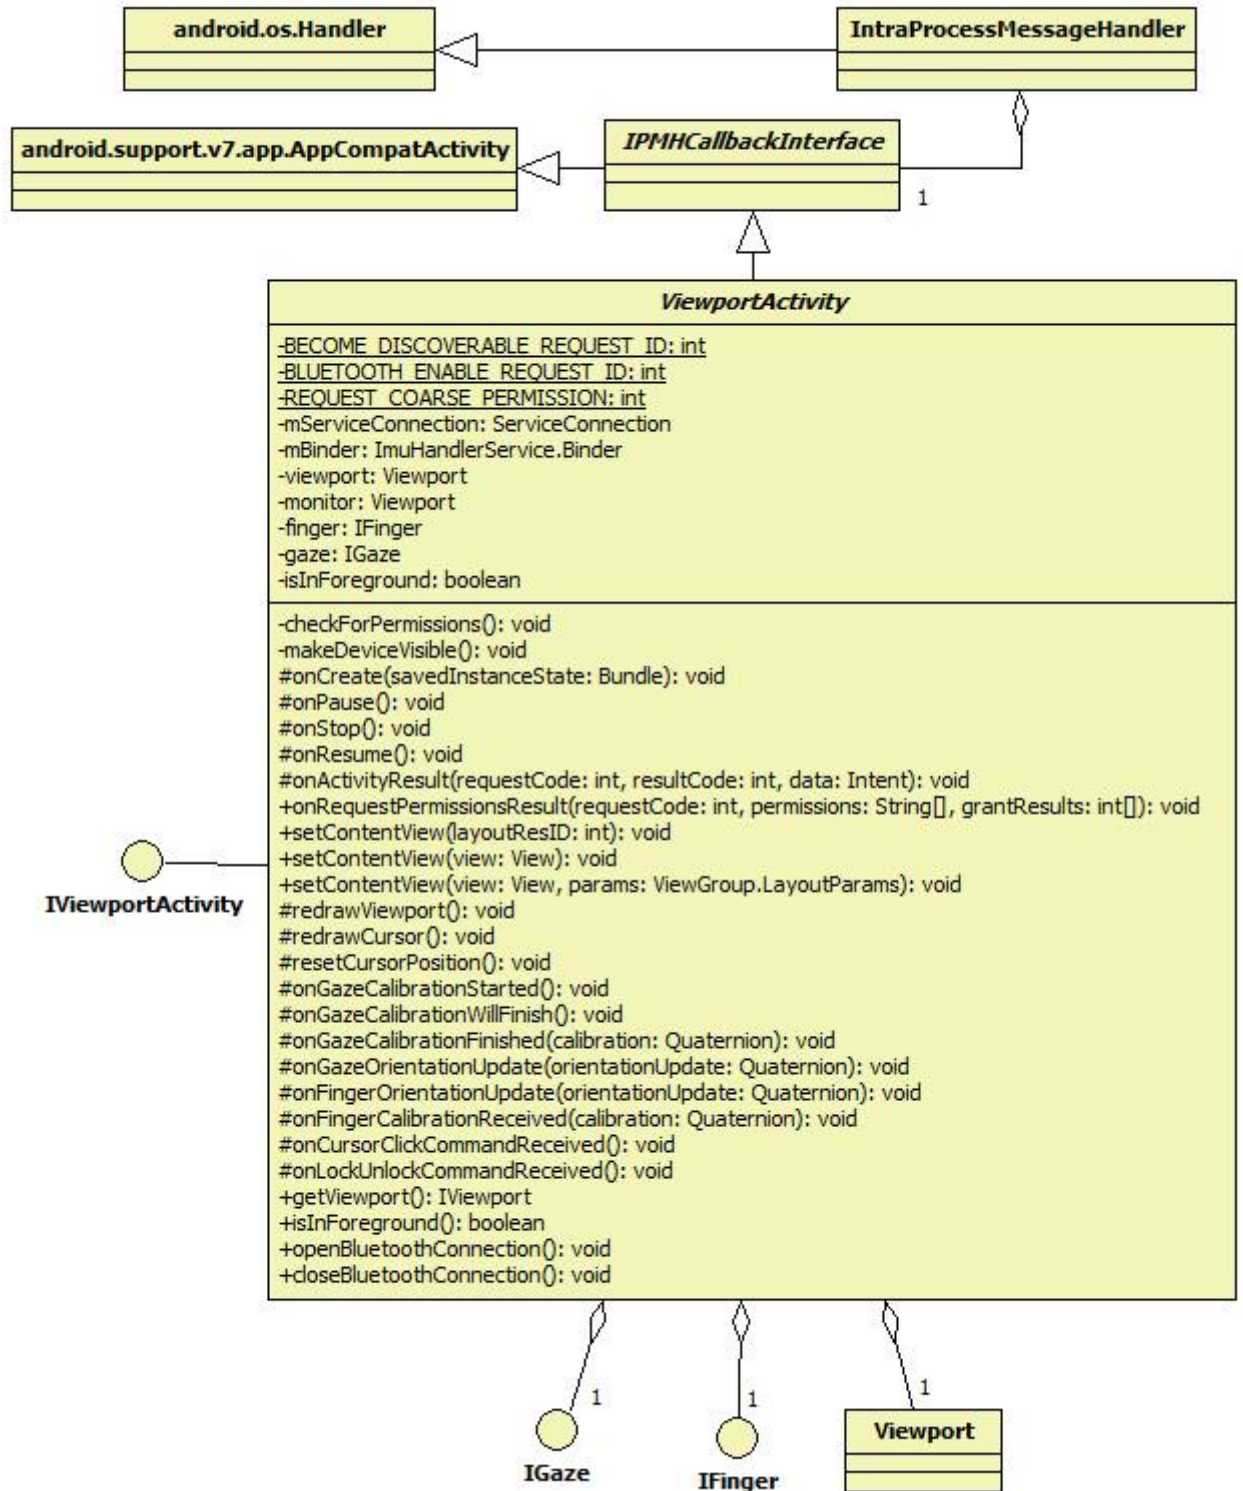 android.os.Handler
IntraProcessMessageHandler
android.support.v7.app.AppCompatActivity
IPMHCallbackInterface
1
ViewportActivity
-BECOME_DISCOVERABLE_REQUEST_ID: int
-BLUETOOTH_ENABLE_REQUEST_ID: int
-REQUEST_COARSE_PERMISSION: int
-mServiceConnection: ServiceConnection
-mBinder: ImuHandlerService.Binder
-viewport: Viewport
-monitor: Viewport
-finger: IFinger
-gaze: IGaze
-isInForeground: boolean
-checkForPermissions(): void
-makeDeviceVisible(): void
#onCreate(savedInstanceState: Bundle): void
#onPause(): void
#onStop(): void
#onResume(): void
#onActivityResult(requestCode: int, resultCode: int, data: Intent): void
+onRequestPermissionsResult(requestCode: int, permissions: String[], grantResults: int[]): void
+setContentView(layoutResID: int): void
+setContentView(view: View): void
+setContentView(view: View, params: ViewGroup.LayoutParams): void
IViewportActivity
#redrawViewport(): void
#redrawCursor(): void
#resetCursorPosition(): void
#onGazeCalibrationStarted(): void
#onGazeCalibrationWillFinish(): void
#onGazeCalibrationFinished(calibration: Quaternion): void
#onGazeOrientationUpdate(orientationUpdate: Quaternion): void
#onFingerOrientationUpdate(orientationUpdate: Quaternion): void
#onFingerCalibrationReceived(calibration: Quaternion): void
#onCursorClickCommandReceived(): void
#onLockUnlockCommandReceived(): void
+getViewport(): IViewport
+isInForeground(): boolean
+openBluetoothConnection(): void
+closeBluetoothConnection(): void
1
1
1
IGaze
IFinger
Viewport